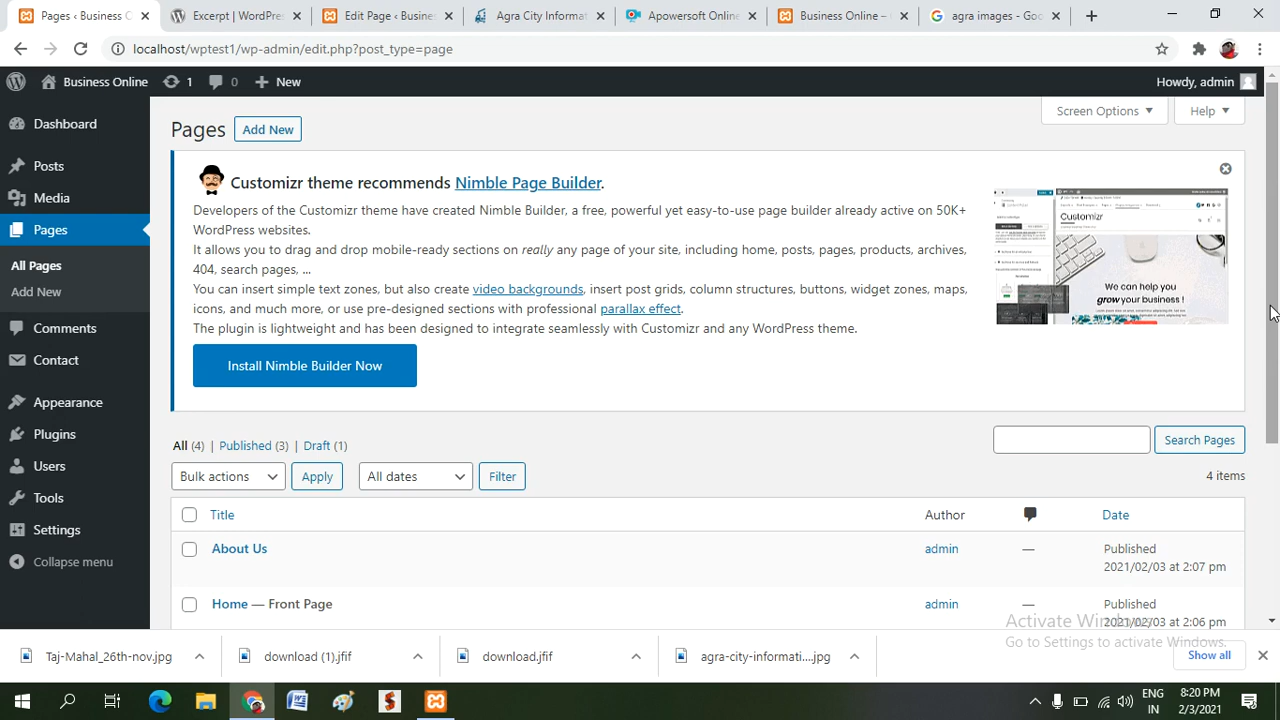 Pages ‹ Business C
Excerpt | WordPres
Edit Page ‹ Busines
Agra City Informat
Apowersoft Online
Business Online –
agra images - Goo
localhost/wptest1/wp-admin/edit.php?post_type=page
Business Online 1 0 New Howdy, admin
Dashboard
Posts
Media
Pages
All Pages
Add New
Comments
Contact
Appearance
Plugins
Users
Tools
Settings
Collapse menu
Screen Options Help
Pages Add New
Customizr theme recommends Nimble Page Builder.
Developers of the Customizr theme have created Nimble Builder, a free, powerful yet easy-to-use page builder already active on 50K+
WordPress websites.
It allows you to drag and drop mobile-ready sections on really any page of your site, including home, posts, pages, products, archives,
404, search pages, ...
You can insert simple text zones, but also create video backgrounds, insert post grids, column structures, buttons, widget zones, maps,
icons, and much more, or use pre-designed sections with professional parallax effect.
The plugin is lightweight and has been designed to integrate seamlessly with Customizr and any WordPress theme.
Install Nimble Builder Now
Customizr
We can help you
grow your business !
All (4) | Published (3) | Draft (1)
Search Pages
Bulk actions Apply All dates Filter 4 items
Title Author Date
About Us admin — Published
2021/02/03 at 2:07 pm
Home — Front Page admin — Published
2021/02/03 at 2:06 pm
Activate Windows
Go to Settings to activate Windows.
Taj-Mahal_26th-nov.jpg
download (1).jfif
download.jfif
agra-city-informati....jpg
Show all
ENG
IN
8:20 PM
2/3/2021